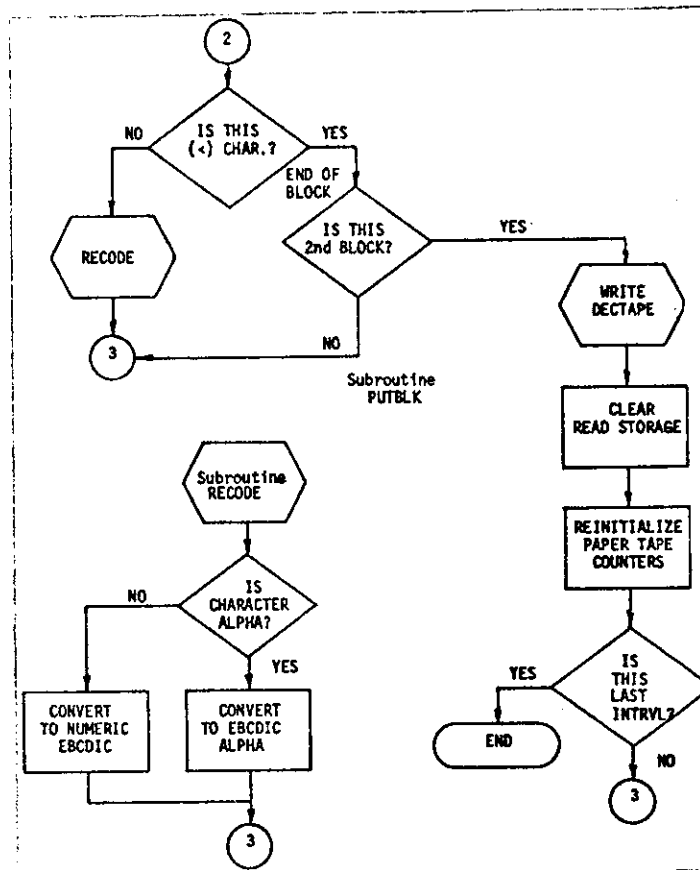 2
IS THIS
(<) CHAR.?
NO
YES
END OF
BLOCK
RECODE
IS THIS
2nd BLOCK?
YES
WRITE
DECTAPE
3
NO
Subroutine
PUTBLK
CLEAR
READ STORAGE
REINITIALIZE
PAPER TAPE
COUNTERS
IS
THIS
LAST
INTRVL?
YES
END
NO
3
Subroutine
RECODE
IS
CHARACTER
ALPHA?
NO
YES
CONVERT
TO NUMERIC
EBCDIC
CONVERT
TO EBCDIC
ALPHA
3